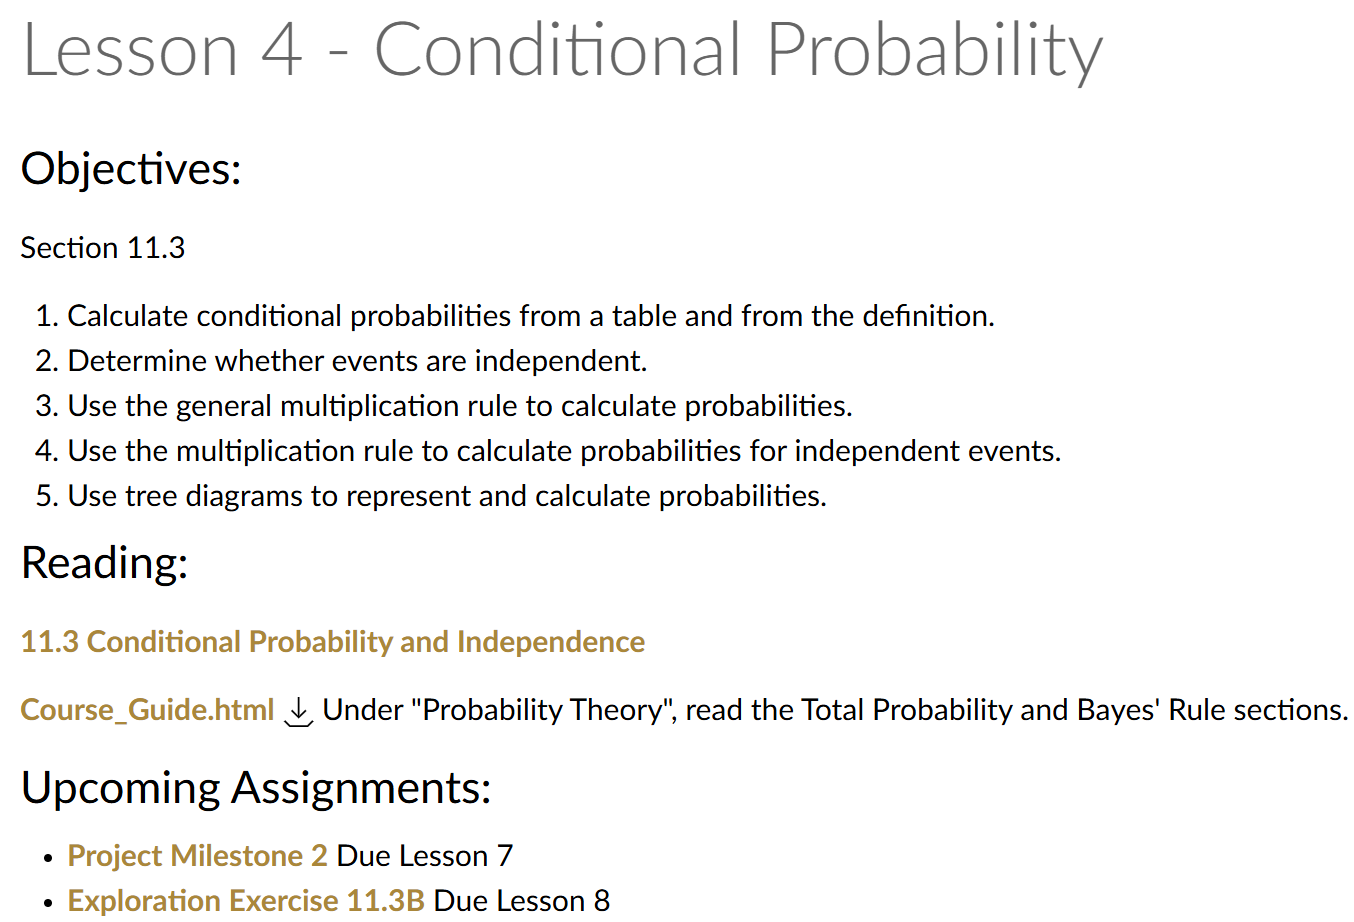 Lesson 4 - Conditional Probability
Objectives:
Section 11.3
1. Calculate conditional probabilities from a table and from the definition.
2. Determine whether events are independent.
3. Use the general multiplication rule to calculate probabilities.
4. Use the multiplication rule to calculate probabilities for independent events.
5. Use tree diagrams to represent and calculate probabilities.
Reading:
11.3 Conditional Probability and Independence
Course_Guide.html Under "Probability Theory", read the Total Probability and Bayes' Rule sections.
Upcoming Assignments:
• Project Milestone 2 Due Lesson 7
• Exploration Exercise 11.3B Due Lesson 8